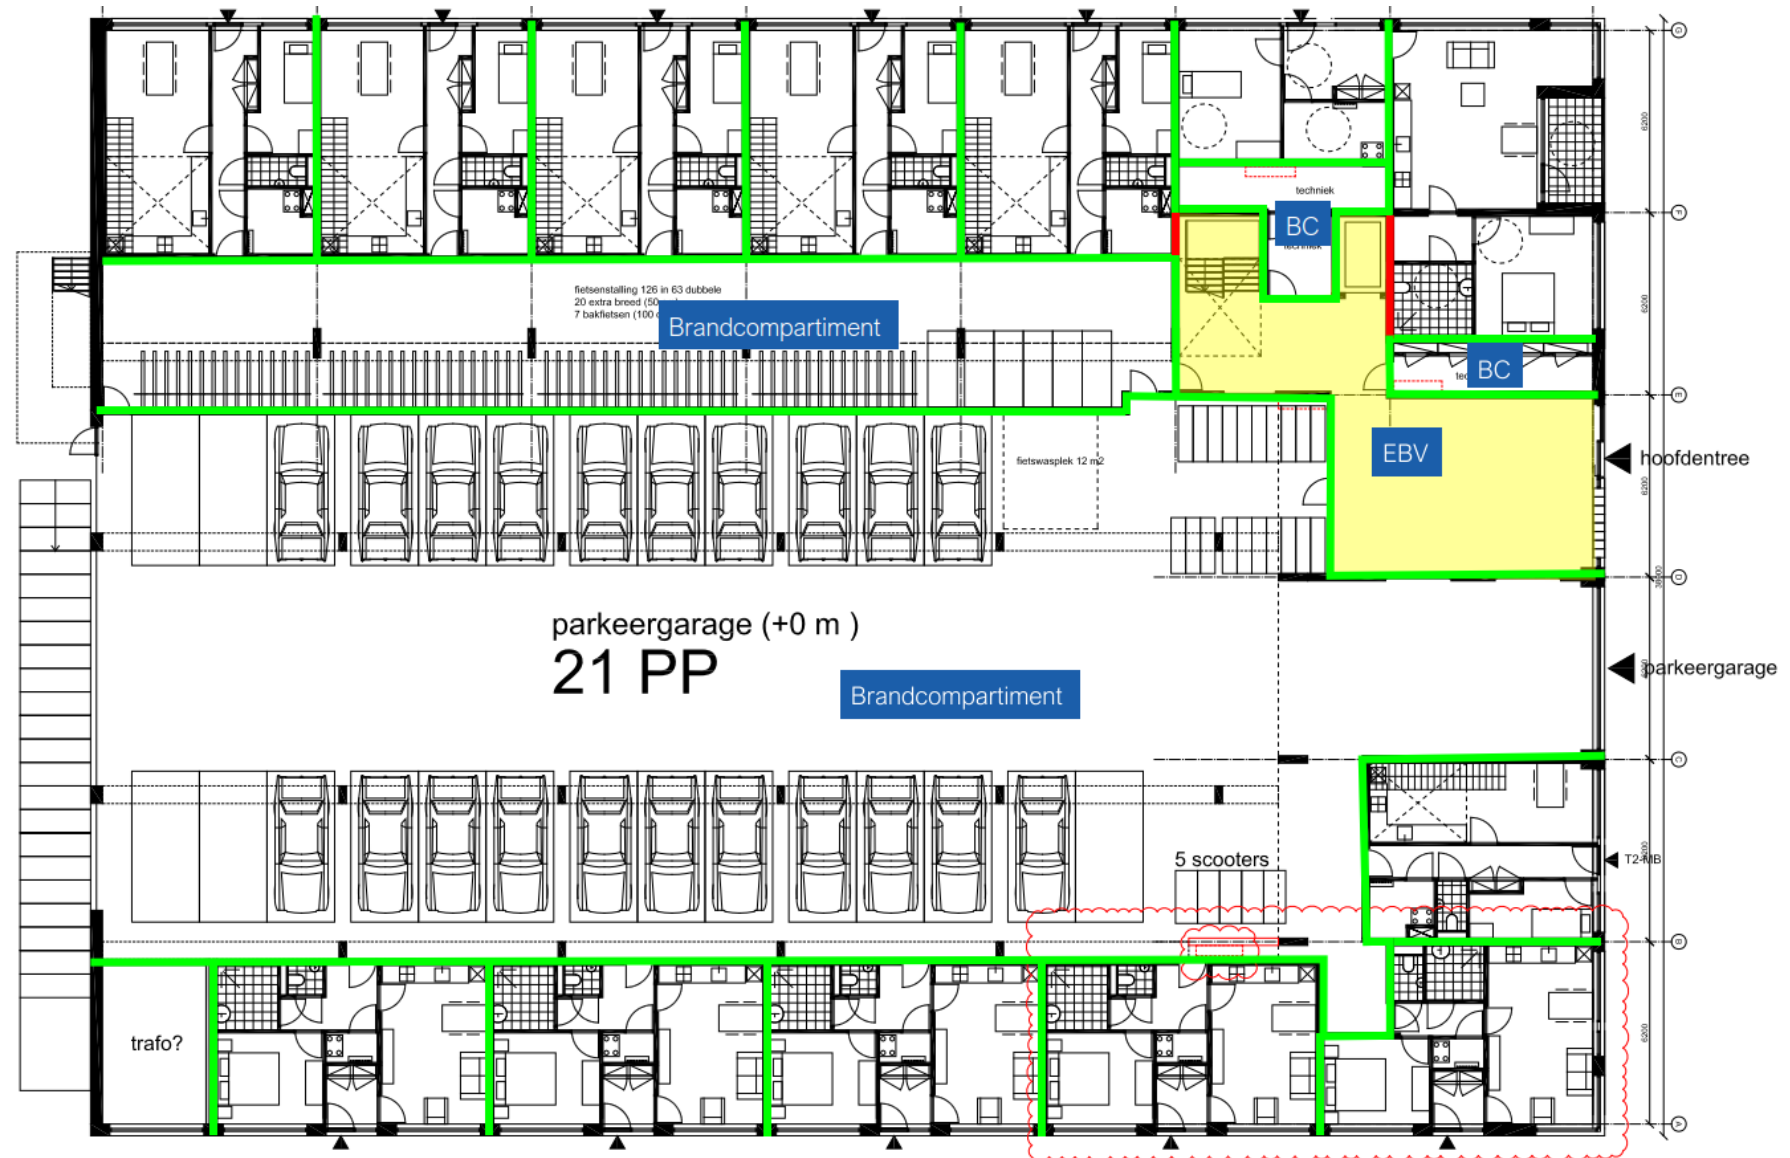 G
6200
techniek
F
BC
fietsenstalling 126 in 63 dubbele
20 extra breed (50
7 bakfietsen (100
Brandcompartiment
6200
BC
E
fietswasplek 12 m2
EBV
hoofdentree
6200
D
parkeergarage (+0 m )
21 PP
Brandcompartiment
parkeergarage
C
5 scooters
T2-MB
B
trafo?
6200
A